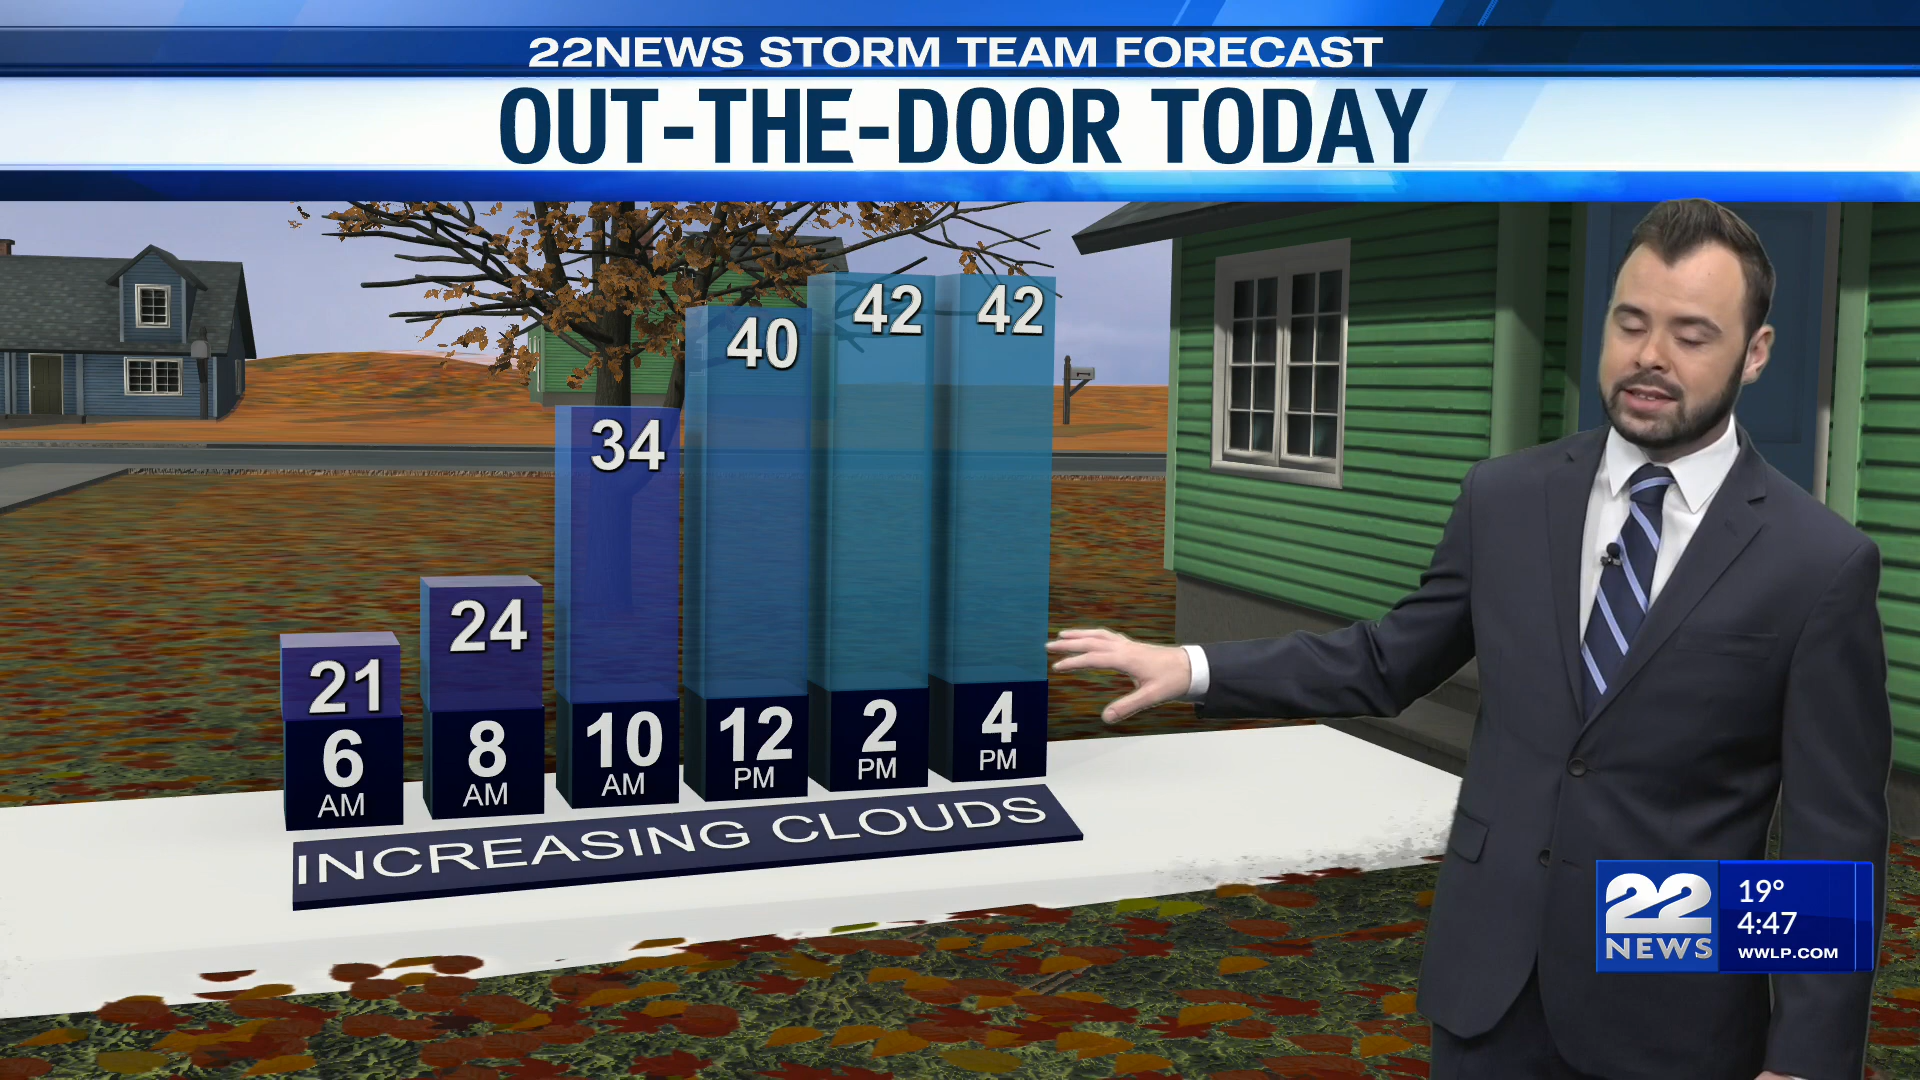 22NEWS STORM TEAM FORECAST
OUT-THE-DOOR TODAY
21
24
34
40
42
42
6
AM
8
AM
10
AM
12
PM
2
PM
4
PM
INCREASING CLOUDS
22
NEWS
19°
4:47
WWLP.COM